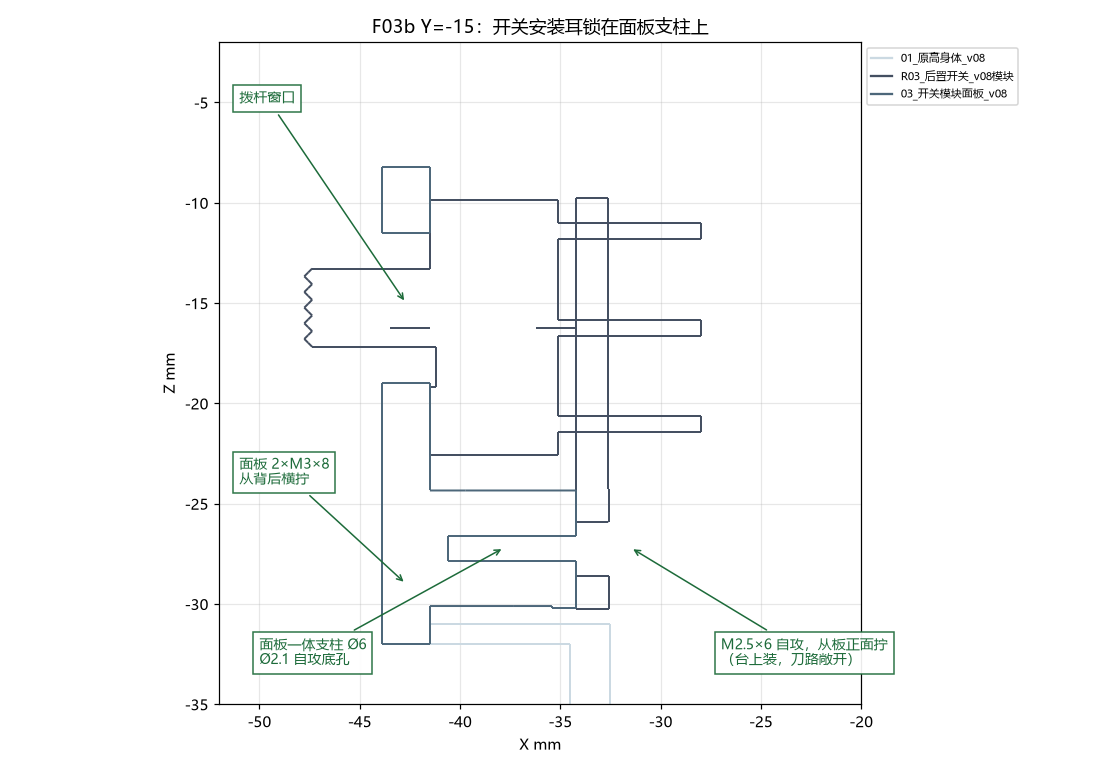 F03b Y=-15：开关安装耳锁在面板支柱上
01_原高身体_v08
R03_后置开关_v08模块
03_开关模块面板_v08
拨杆窗口
面板 2×M3×8
从背后横拧
面板一体支柱 Ø6
Ø2.1 自攻底孔
M2.5×6 自攻，从板正面拧
（台上装，刀路敞开）
Z mm
-5
-10
-15
-20
-25
-30
-35
-50
-45
-40
-35
-30
-25
-20
X mm